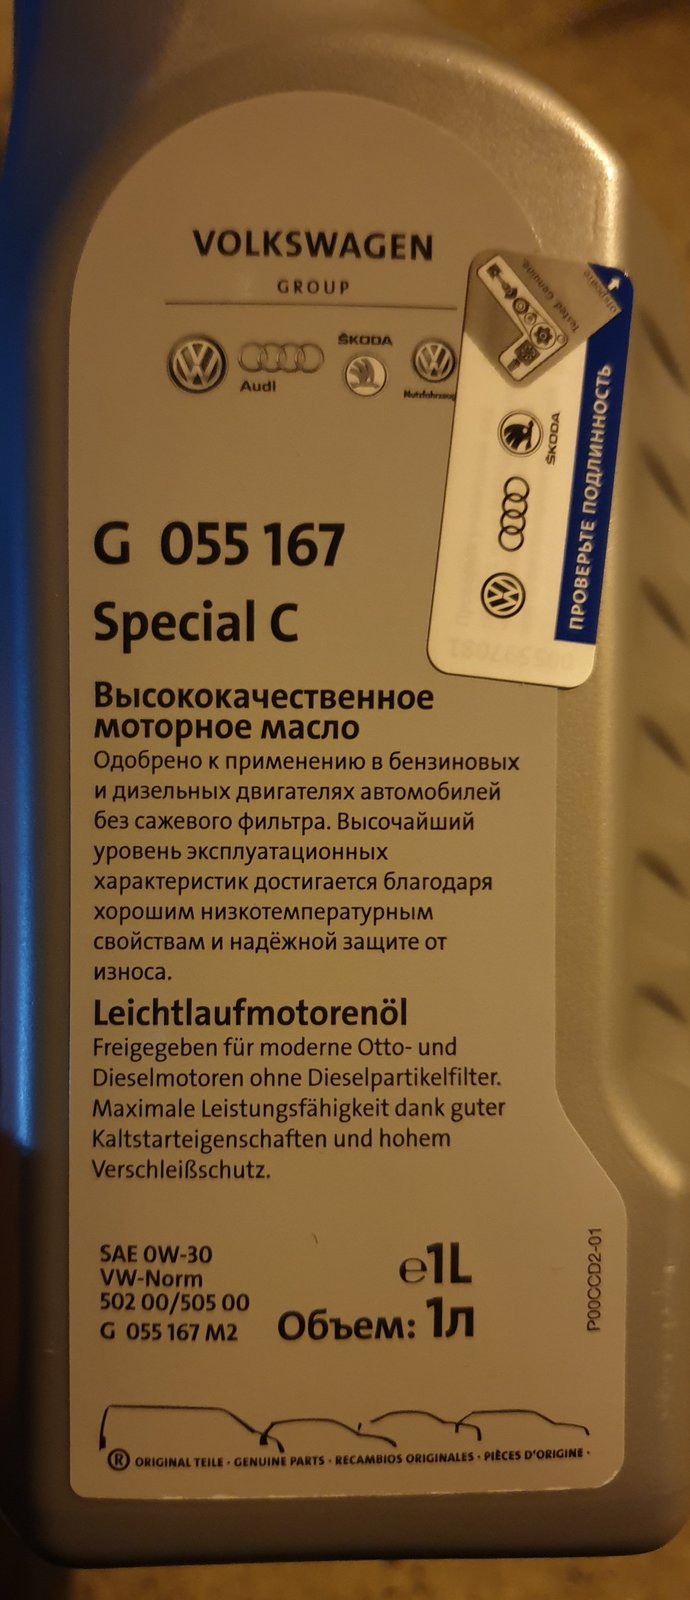 VOLKSWAGEN
GROUP
Audi
ŠKODA
Nutzfahrzeug
Tested Genuine.
ŠKODA
ПРОВЕРЬТЕ ПОДЛИННОСТЬ
G 055 167
Special C
Высококачественное
моторное масло
Одобрено к применению в бензиновых
и дизельных двигателях автомобилей
без сажевого фильтра. Высочайший
уровень эксплуатационных
характеристик достигается благодаря
хорошим низкотемпературным
свойствам и надёжной защите от
износа.
Leichtlaufmotorenöl
Freigegeben für moderne Otto- und
Dieselmotoren ohne Dieselpartikelfilter.
Maximale Leistungsfähigkeit dank guter
Kaltstarteigenschaften und hohem
Verschleißschutz.
SAE 0W-30
VW-Norm
502 00/505 00
G 055 167 M2
℮1L
Объем: 1л
P00CCD2-01
® ORIGINAL TEILE · GENUINE PARTS · RECAMBIOS ORIGINALES · PIÈCES D'ORIGINE ·